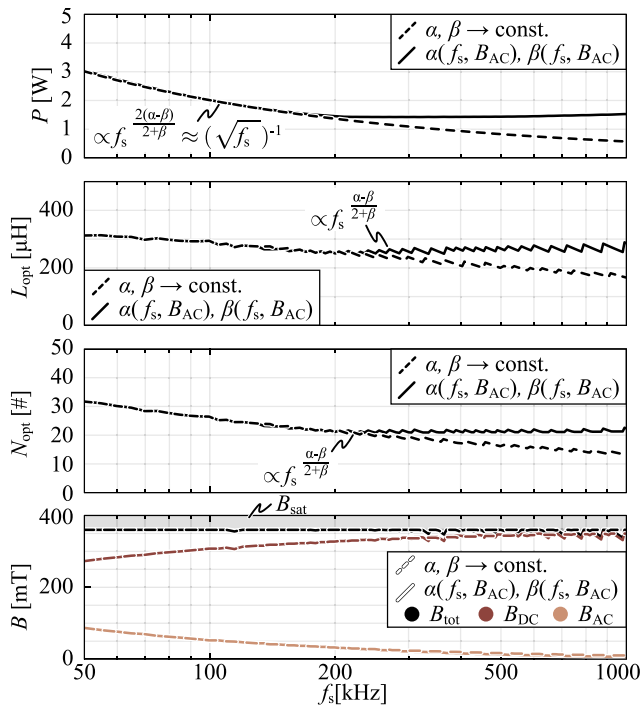 5
4
3
2
1
0
P [W]
α, β → const.
α(fs, BAC), β(fs, BAC)
∝fs 2(α-β)/2+β ≈ (√fs)-1
400
200
0
Lopt [μH]
∝fs α-β/2+β
α, β → const.
α(fs, BAC), β(fs, BAC)
50
40
30
20
10
0
Nopt [#]
α, β → const.
α(fs, BAC), β(fs, BAC)
∝fs α-β/2+β
Bsat
400
200
0
B [mT]
α, β → const.
α(fs, BAC), β(fs, BAC)
Btot BDC BAC
50 100 200 500 1000
fs[kHz]